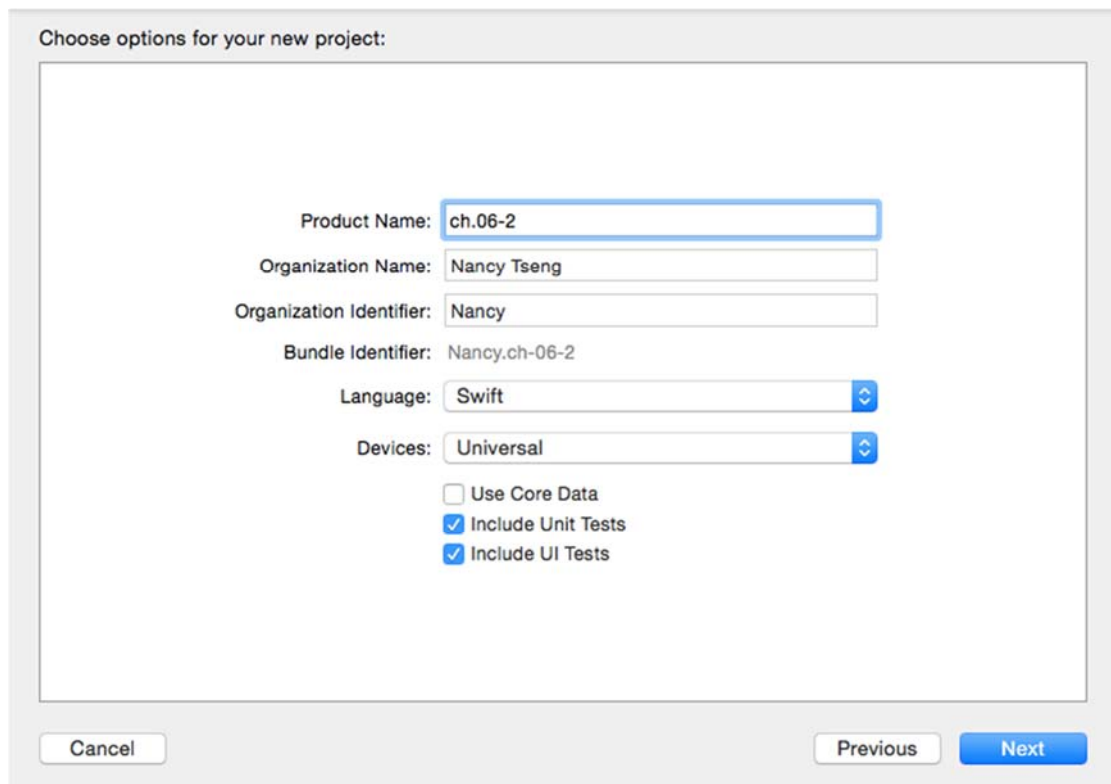 Choose options for your new project:
Product Name: ch.06-2
Organization Name: Nancy Tseng
Organization Identifier: Nancy
Bundle Identifier: Nancy.ch-06-2
Language: Swift
Devices: Universal
Use Core Data
Include Unit Tests
Include UI Tests
Cancel Previous Next